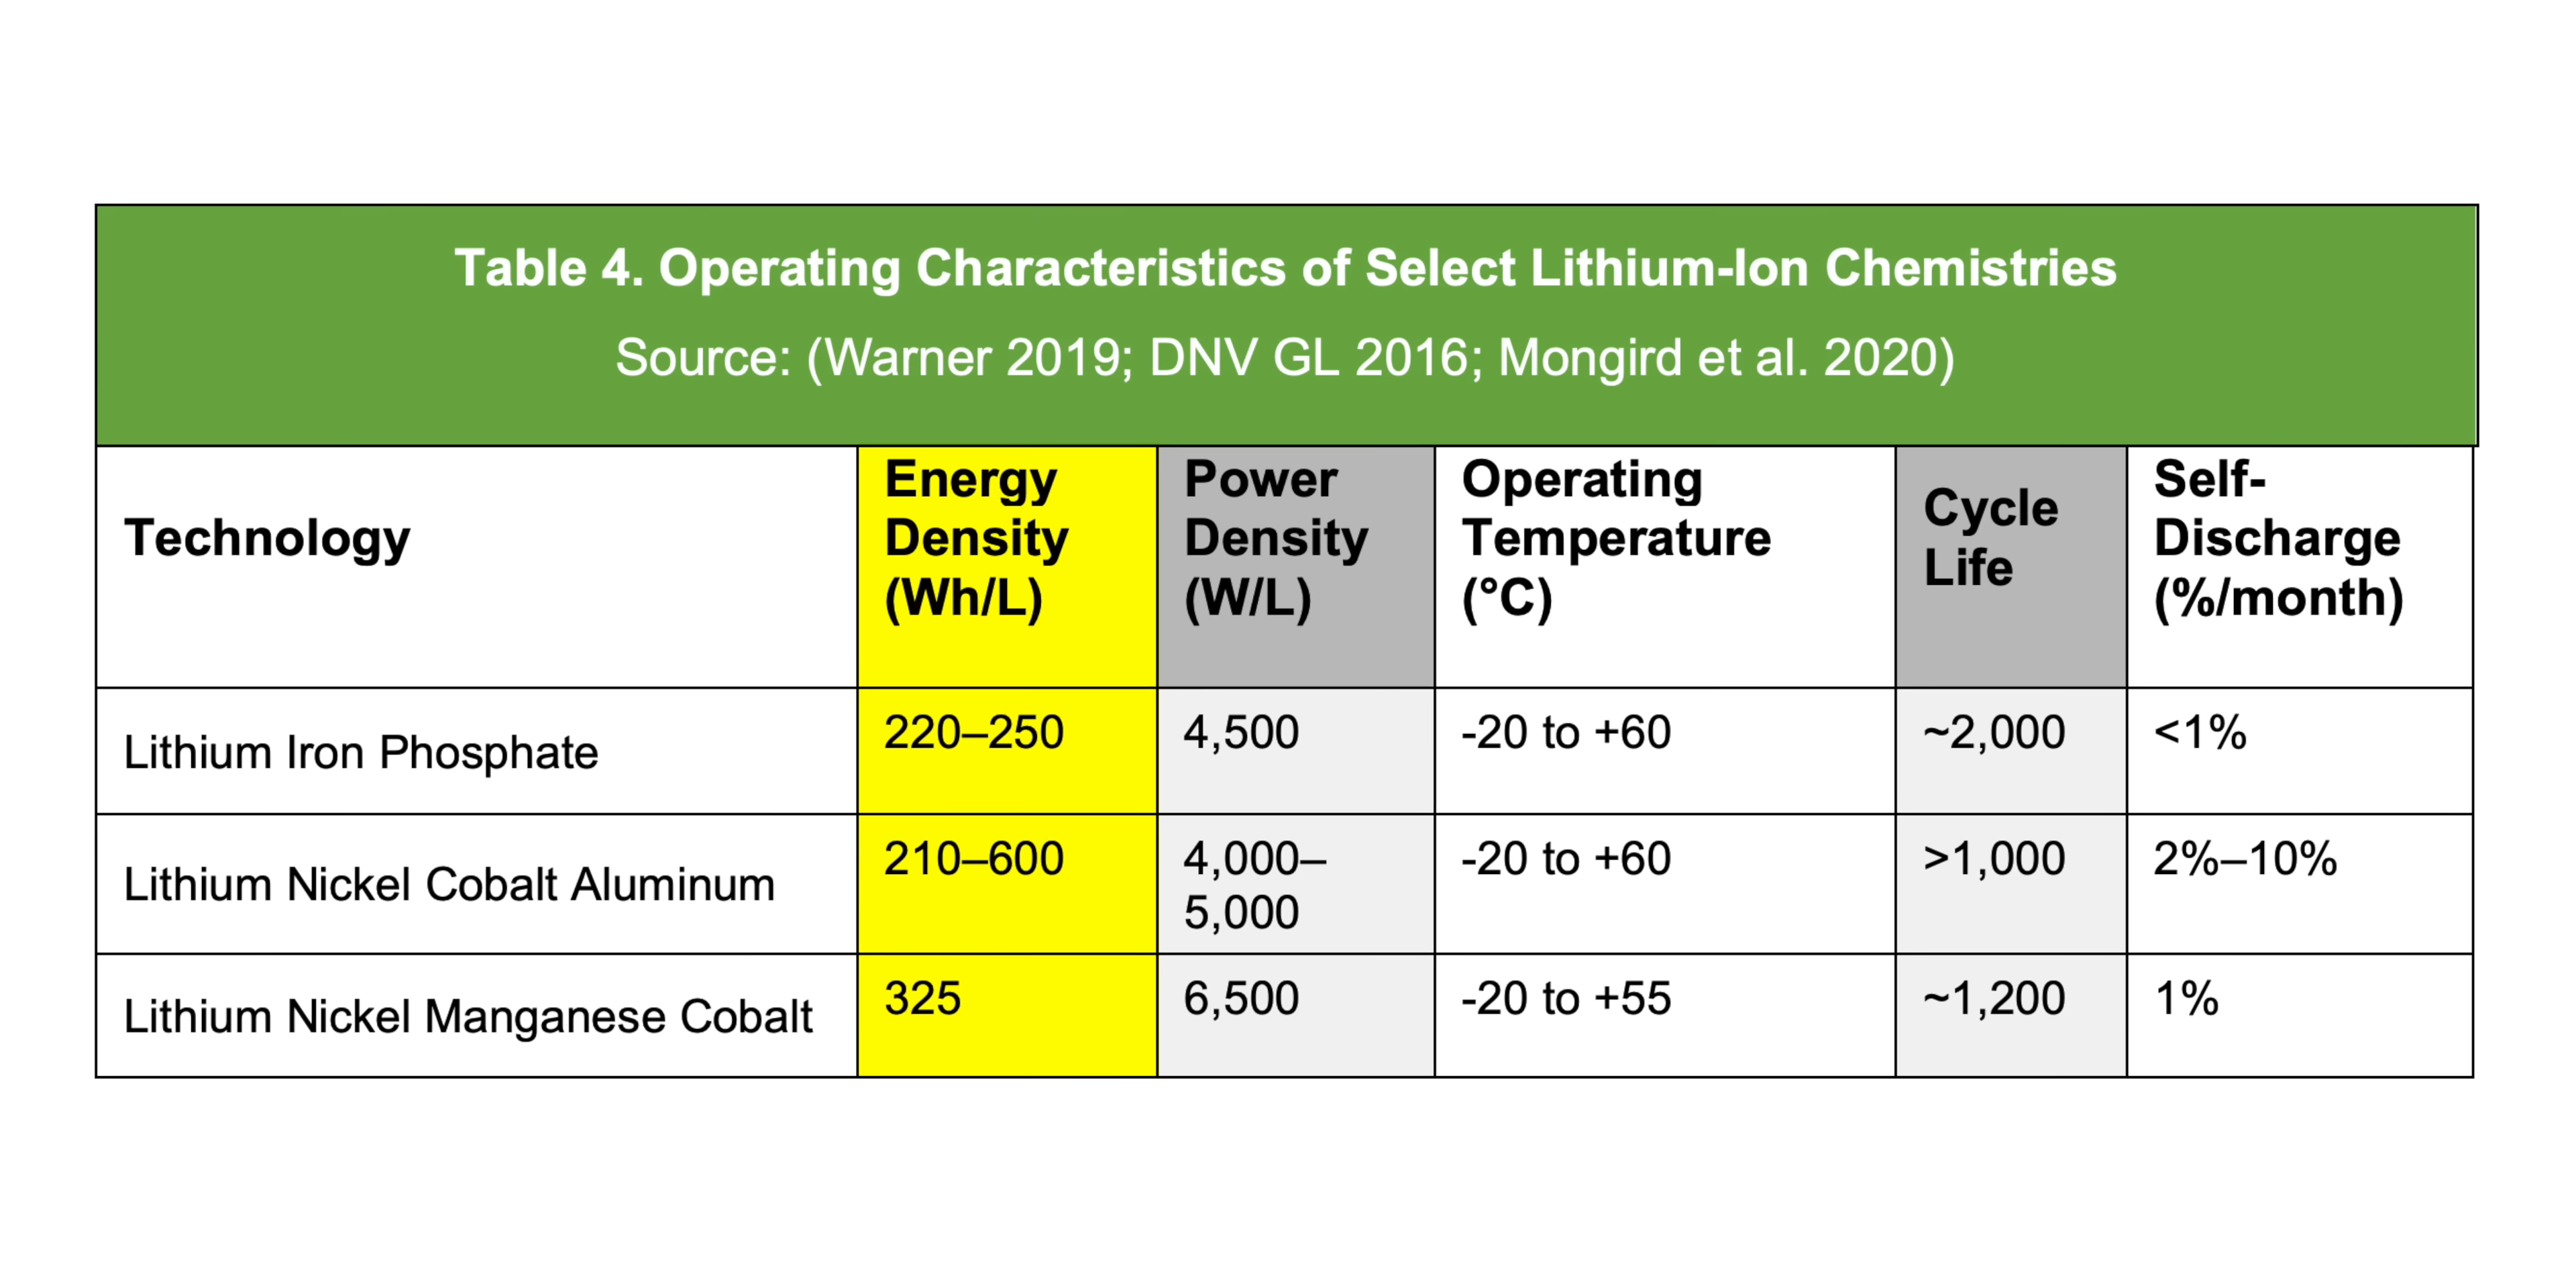 Table 4. Operating Characteristics of Select Lithium-Ion Chemistries
Source: (Warner 2019; DNV GL 2016; Mongird et al. 2020)
Technology
Energy
Density
(Wh/L)
Power
Density
(W/L)
Operating
Temperature
(°C)
Cycle
Life
Self-
Discharge
(%/month)
Lithium Iron Phosphate
220–250
4,500
-20 to +60
~2,000
<1%
Lithium Nickel Cobalt Aluminum
210–600
4,000–
5,000
-20 to +60
>1,000
2%–10%
Lithium Nickel Manganese Cobalt
325
6,500
-20 to +55
~1,200
1%